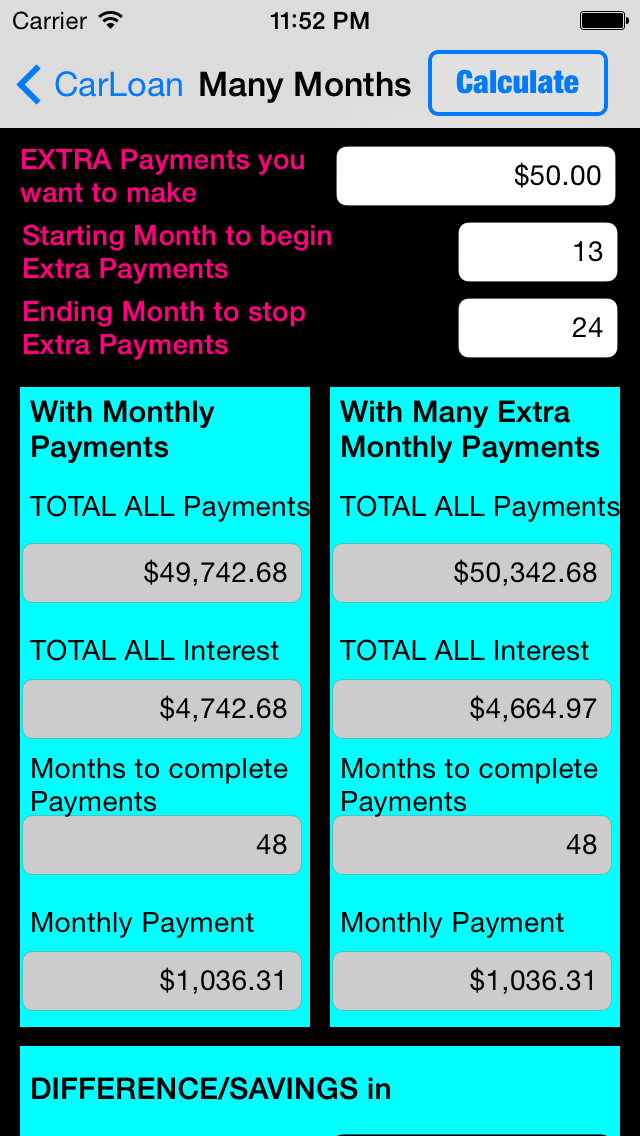 Carrier 11:52 PM
CarLoan Many Months Calculate
EXTRA Payments you
want to make
$50.00
Starting Month to begin
Extra Payments
13
Ending Month to stop
Extra Payments
24
With Monthly
Payments
TOTAL ALL Payments
$49,742.68
TOTAL ALL Interest
$4,742.68
Months to complete
Payments
48
Monthly Payment
$1,036.31
With Many Extra
Monthly Payments
TOTAL ALL Payments
$50,342.68
TOTAL ALL Interest
$4,664.97
Months to complete
Payments
48
Monthly Payment
$1,036.31
DIFFERENCE/SAVINGS in